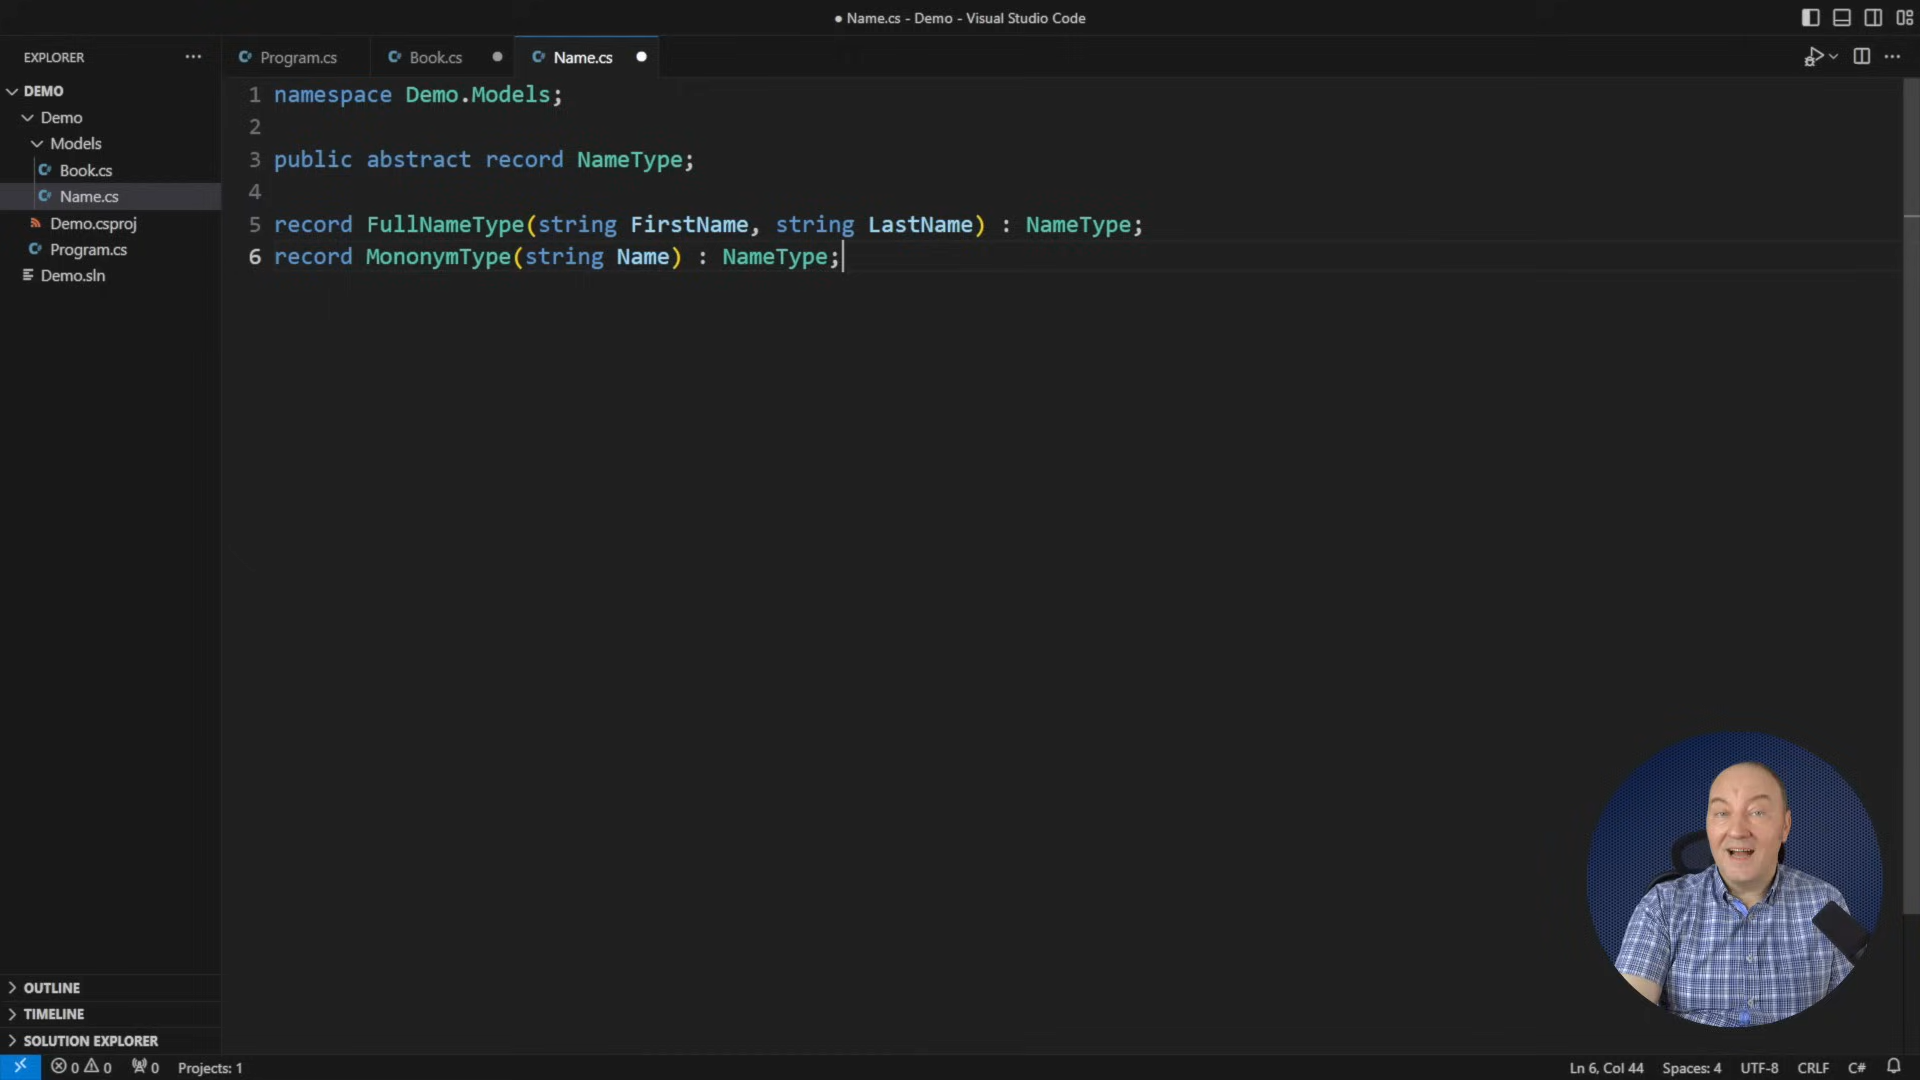 ● Name.cs - Demo - Visual Studio Code
EXPLORER
Program.cs
Book.cs
Name.cs
DEMO
Demo
Models
Book.cs
Name.cs
Demo.csproj
Program.cs
Demo.sln
1 namespace Demo.Models;
2
3 public abstract record NameType;
4
5 record FullNameType(string FirstName, string LastName) : NameType;
6 record MononymType(string Name) : NameType;
OUTLINE
TIMELINE
SOLUTION EXPLORER
0 0 0 Projects: 1 Ln 6, Col 44 Spaces: 4 UTF-8 CRLF C#